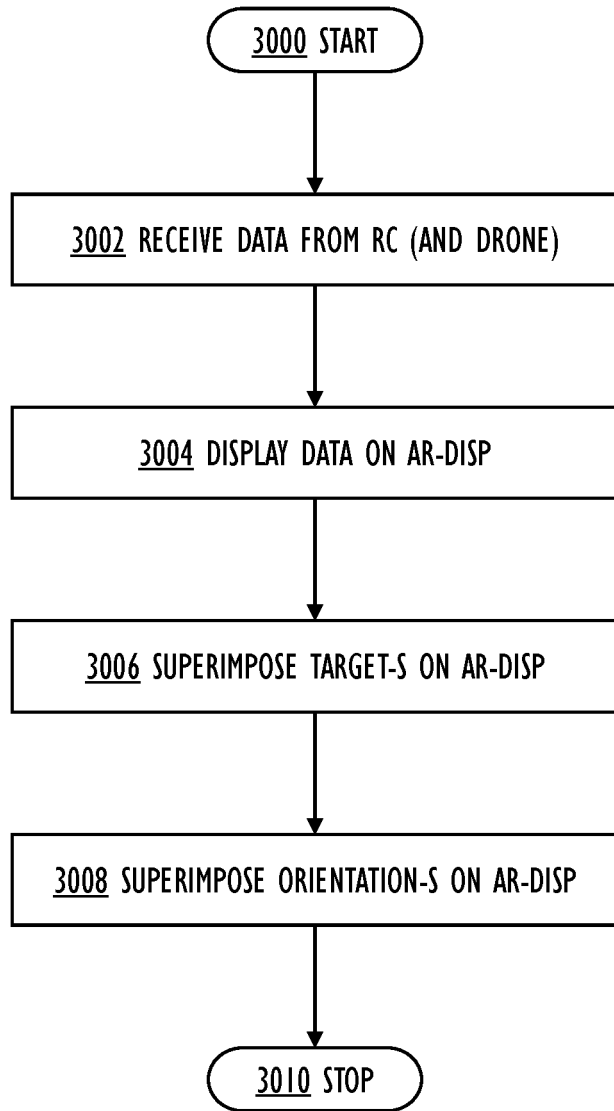 3000 START
3002 RECEIVE DATA FROM RC (AND DRONE)
3004 DISPLAY DATA ON AR-DISP
3006 SUPERIMPOSE TARGET-S ON AR-DISP
3008 SUPERIMPOSE ORIENTATION-S ON AR-DISP
3010 STOP